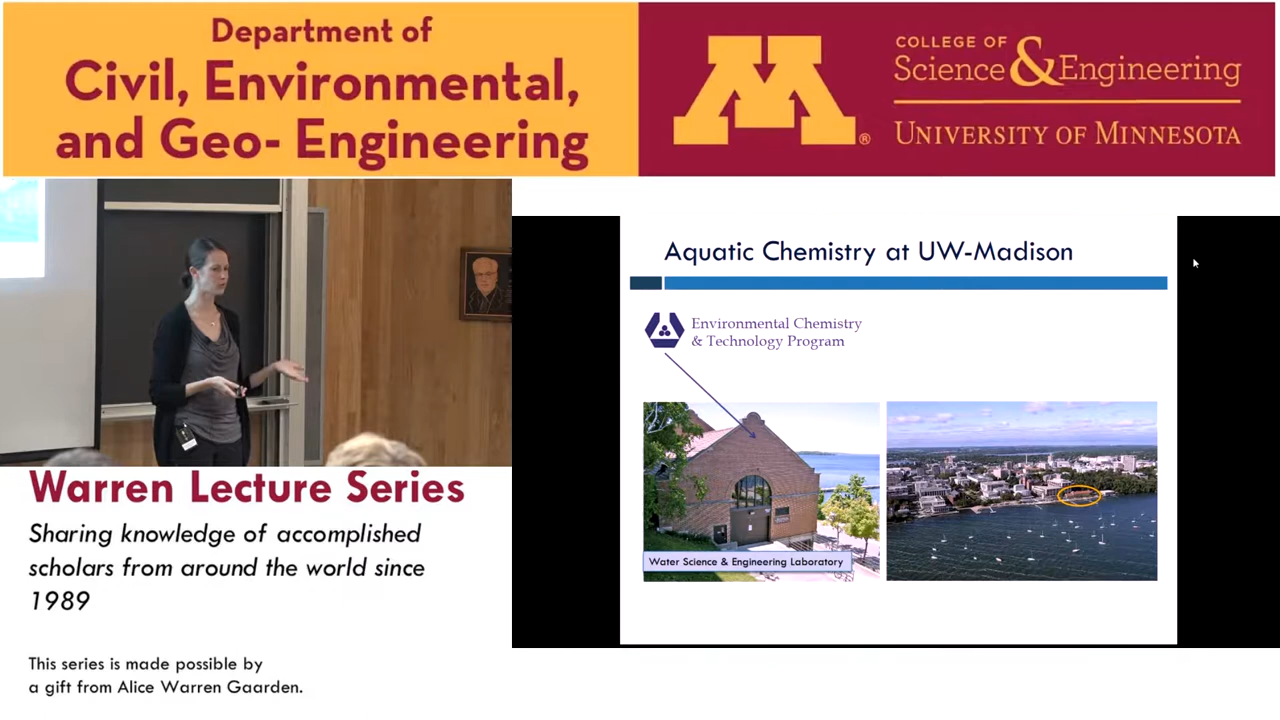 Department of
Civil, Environmental,
and Geo- Engineering
M®
COLLEGE OF
Science & Engineering
UNIVERSITY OF MINNESOTA
Aquatic Chemistry at UW-Madison
Environmental Chemistry
& Technology Program
Water Science & Engineering Laboratory
Warren Lecture Series
Sharing knowledge of accomplished
scholars from around the world since
1989
This series is made possible by
a gift from Alice Warren Gaarden.